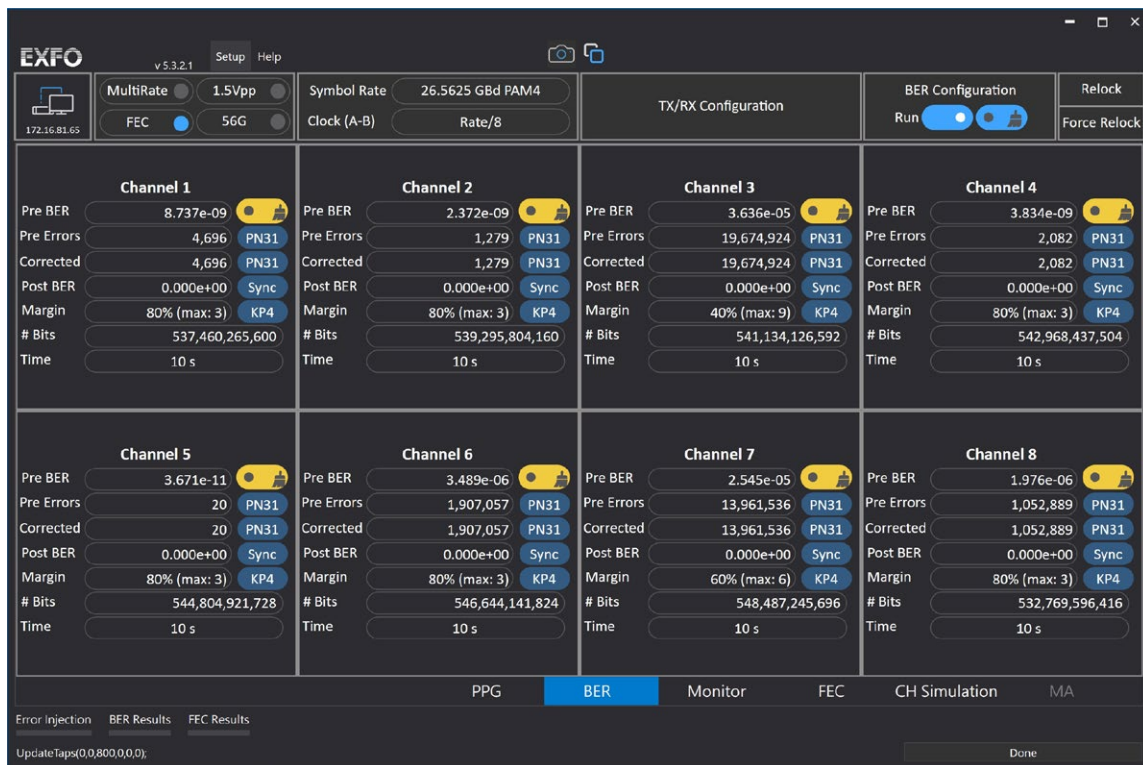 EXFO
v 5.3.2.1
Setup Help
172.16.81.65
MultiRate 1.5Vpp
FEC 56G
Symbol Rate 26.5625 GBd PAM4
Clock (A-B) Rate/8
TX/RX Configuration
BER Configuration
Run
Relock
Force Relock
Channel 1
Pre BER 8.737e-09
Pre Errors 4,696 PN31
Corrected 4,696 PN31
Post BER 0.000e+00 Sync
Margin 80% (max: 3) KP4
# Bits 537,460,265,600
Time 10 s
Channel 2
Pre BER 2.372e-09
Pre Errors 1,279 PN31
Corrected 1,279 PN31
Post BER 0.000e+00 Sync
Margin 80% (max: 3) KP4
# Bits 539,295,804,160
Time 10 s
Channel 3
Pre BER 3.636e-05
Pre Errors 19,674,924 PN31
Corrected 19,674,924 PN31
Post BER 0.000e+00 Sync
Margin 40% (max: 9) KP4
# Bits 541,134,126,592
Time 10 s
Channel 4
Pre BER 3.834e-09
Pre Errors 2,082 PN31
Corrected 2,082 PN31
Post BER 0.000e+00 Sync
Margin 80% (max: 3) KP4
# Bits 542,968,437,504
Time 10 s
Channel 5
Pre BER 3.671e-11
Pre Errors 20 PN31
Corrected 20 PN31
Post BER 0.000e+00 Sync
Margin 80% (max: 3) KP4
# Bits 544,804,921,728
Time 10 s
Channel 6
Pre BER 3.489e-06
Pre Errors 1,907,057 PN31
Corrected 1,907,057 PN31
Post BER 0.000e+00 Sync
Margin 80% (max: 3) KP4
# Bits 546,644,141,824
Time 10 s
Channel 7
Pre BER 2.545e-05
Pre Errors 13,961,536 PN31
Corrected 13,961,536 PN31
Post BER 0.000e+00 Sync
Margin 60% (max: 6) KP4
# Bits 548,487,245,696
Time 10 s
Channel 8
Pre BER 1.976e-06
Pre Errors 1,052,889 PN31
Corrected 1,052,889 PN31
Post BER 0.000e+00 Sync
Margin 80% (max: 3) KP4
# Bits 532,769,596,416
Time 10 s
PPG BER Monitor FEC CH Simulation MA
Error Injection BER Results FEC Results
UpdateTaps(0,0,800,0,0,0);
Done